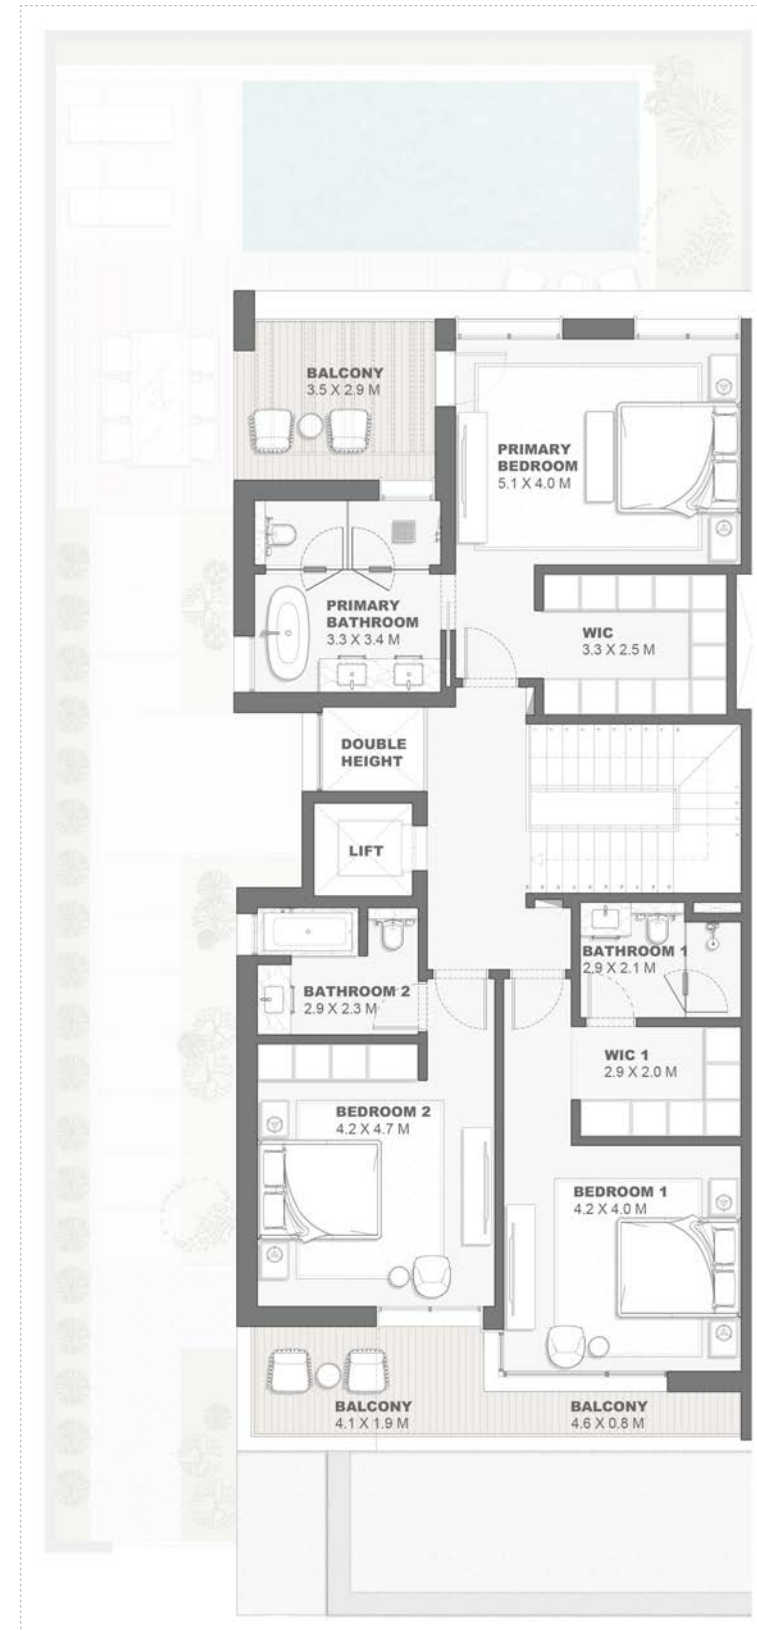 BALCONY
3.5 X 2.9 M
PRIMARY
BEDROOM
5.1 X 4.0 M
PRIMARY
BATHROOM
3.3 X 3.4 M
WIC
3.3 X 2.5 M
DOUBLE
HEIGHT
LIFT
BATHROOM 1
2.9 X 2.1 M
BATHROOM 2
2.9 X 2.3 M
WIC 1
2.9 X 2.0 M
BEDROOM 2
4.2 X 4.7 M
BEDROOM 1
4.2 X 4.0 M
BALCONY
4.1 X 1.9 M
BALCONY
4.6 X 0.8 M